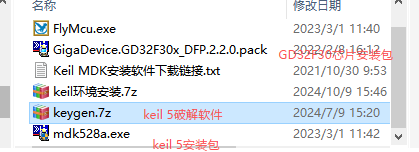 名称 修改日期
FlyMcu.exe 2023/3/1 11:40
GigaDevice.GD32F30x_DFP.2.2.0.pack 2022/2/8 16:12
GD32F30芯片安装包
Keil MDK安装软件下载链接.txt 2021/10/30 9:53
keil环境安装.7z 2024/10/9 15:46
keygen.7z keil 5破解软件 2024/7/9 15:20
mdk528a.exe 2023/3/1 11:42
keil 5安装包